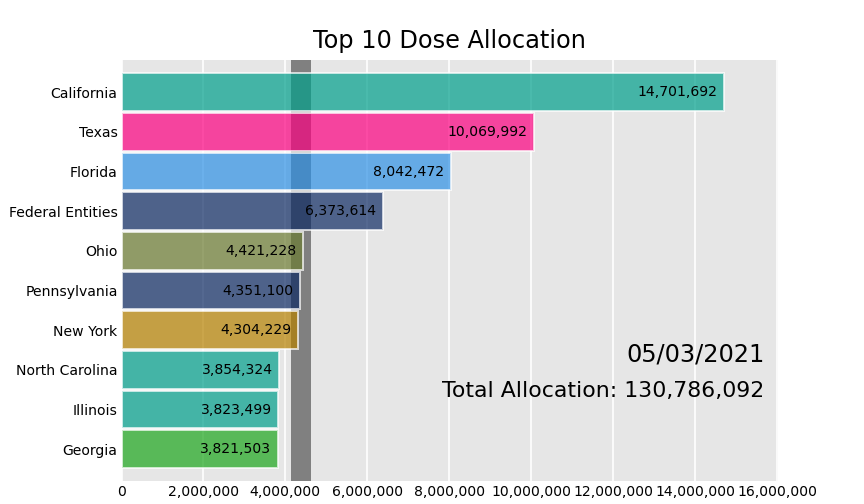 Top 10 Dose Allocation
California 14,701,692
Texas 10,069,992
Florida 8,042,472
Federal Entities 6,373,614
Ohio 4,421,228
Pennsylvania 4,351,100
New York 4,304,229
05/03/2021
North Carolina 3,854,324
Total Allocation: 130,786,092
Illinois 3,823,499
Georgia 3,821,503
0 2,000,000 4,000,000 6,000,000 8,000,000 10,000,000 12,000,000 14,000,000 16,000,000